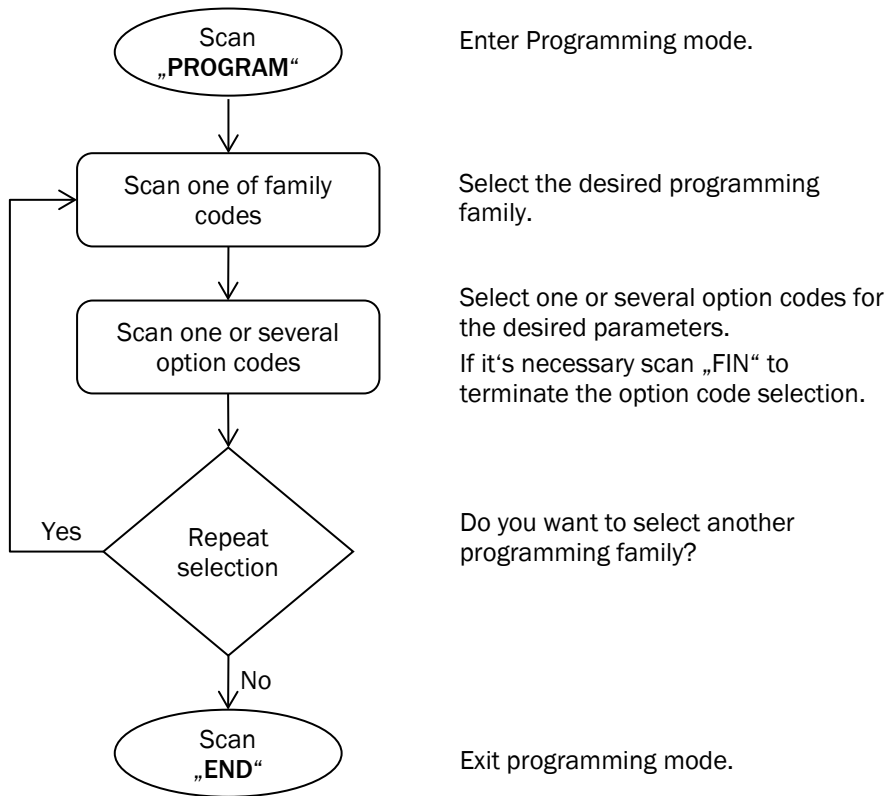 Scan
„PROGRAM“
Enter Programming mode.
Scan one of family
codes
Select the desired programming
family.
Scan one or several
option codes
Select one or several option codes for
the desired parameters.
If it‘s necessary scan „FIN“ to
terminate the option code selection.
Yes
Repeat
selection
Do you want to select another
programming family?
No
Scan
„END“
Exit programming mode.